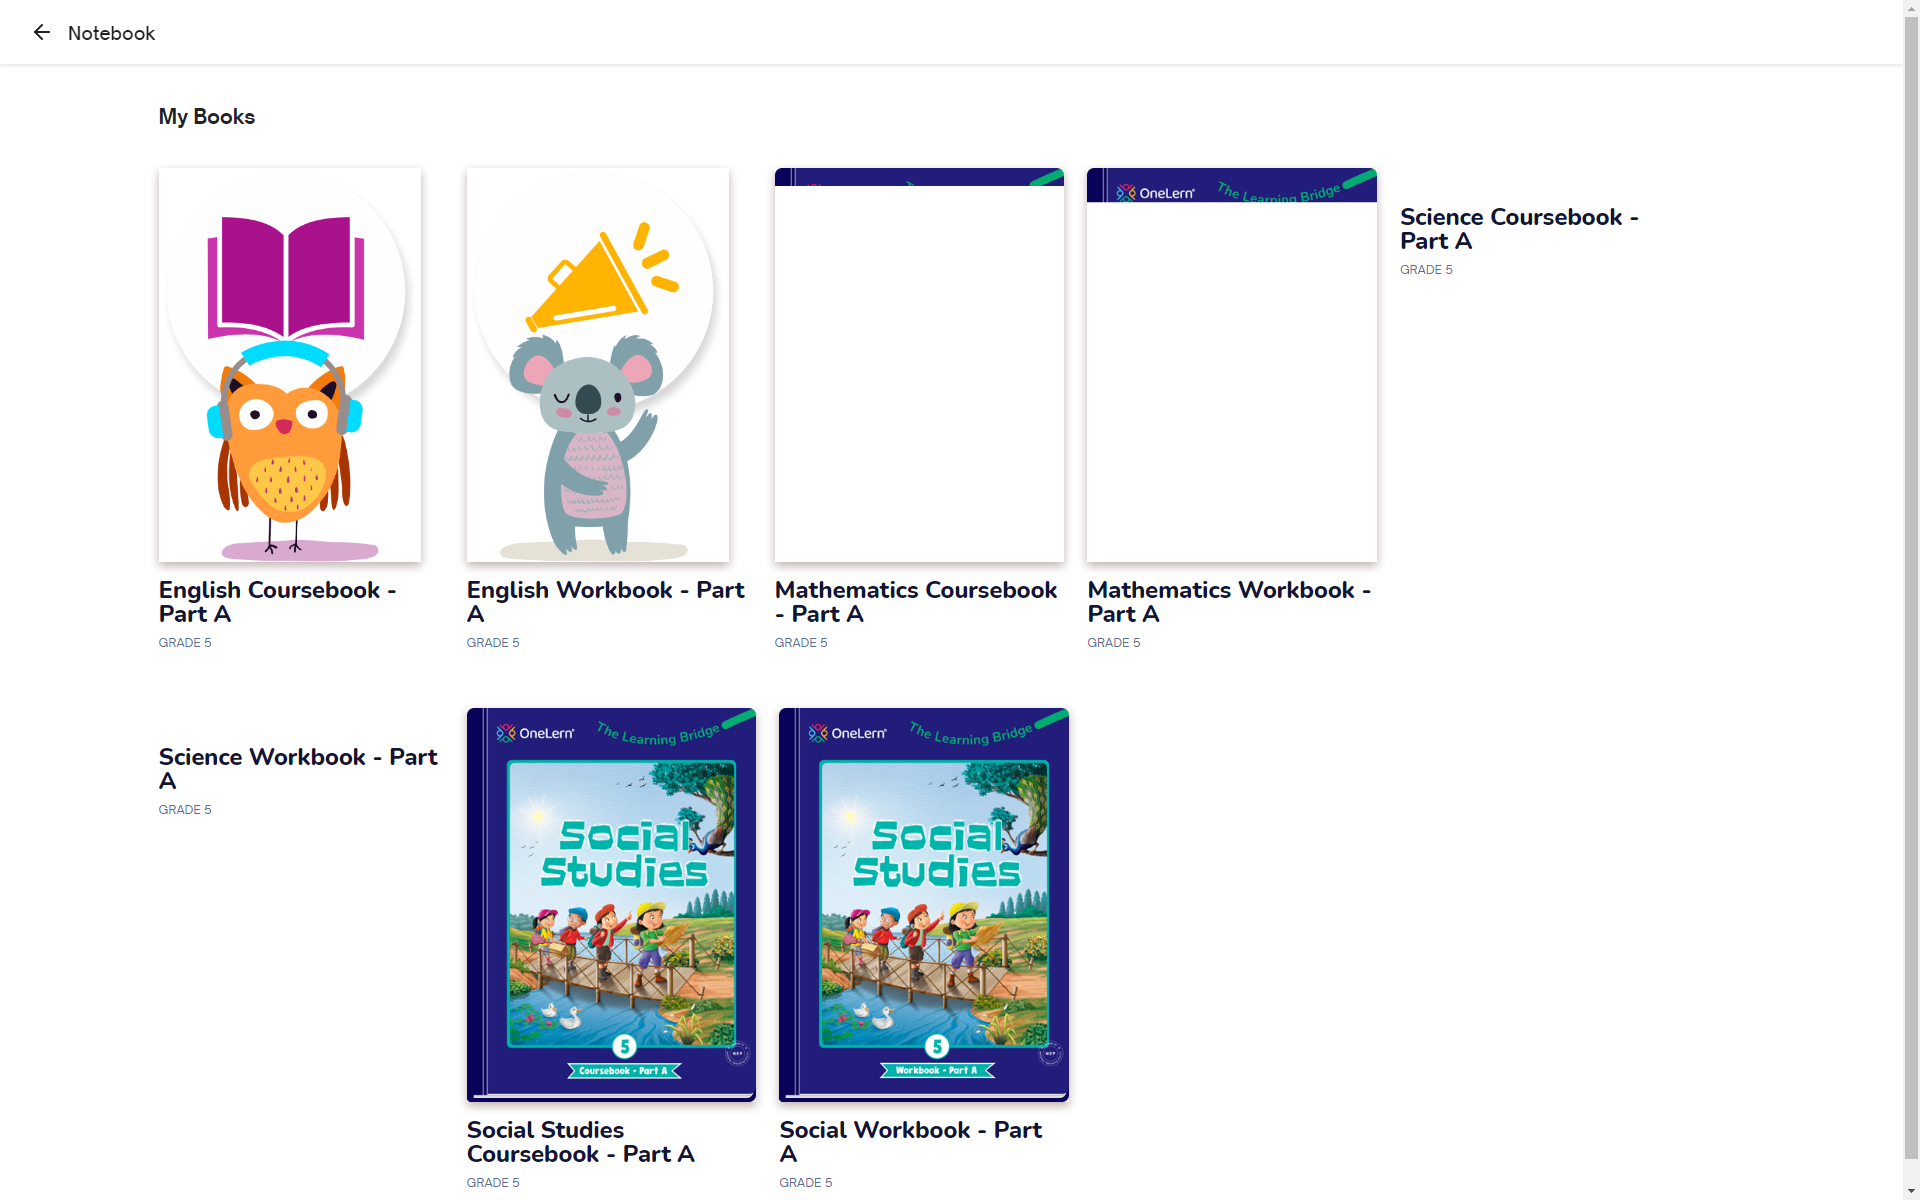 Notebook
My Books
OneLern
The Learning Bridge
Science Coursebook -
Part A
GRADE 5
English Coursebook -
Part A
GRADE 5
English Workbook - Part
A
GRADE 5
Mathematics Coursebook
- Part A
GRADE 5
Mathematics Workbook -
Part A
GRADE 5
Science Workbook - Part
A
GRADE 5
OneLern
The Learning Bridge
Social
Studies
5
NEP
Coursebook - Part A
Social Studies
Coursebook - Part A
GRADE 5
OneLern
The Learning Bridge
Social
Studies
5
NEP
Workbook - Part A
Social Workbook - Part
A
GRADE 5